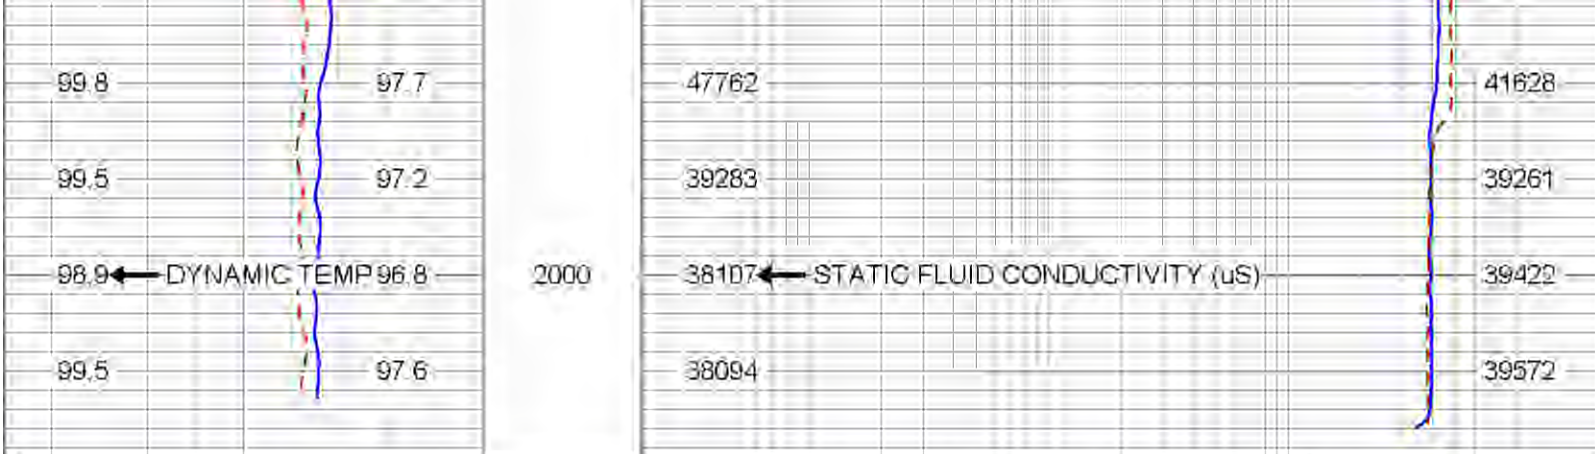 99.8 97.7 47762 41628
99.5 97.2 39283 39261
98.9 DYNAMIC TEMP 96.8 2000 38107 STATIC FLUID CONDUCTIVITY (uS) 39422
99.5 97.6 38094 39572